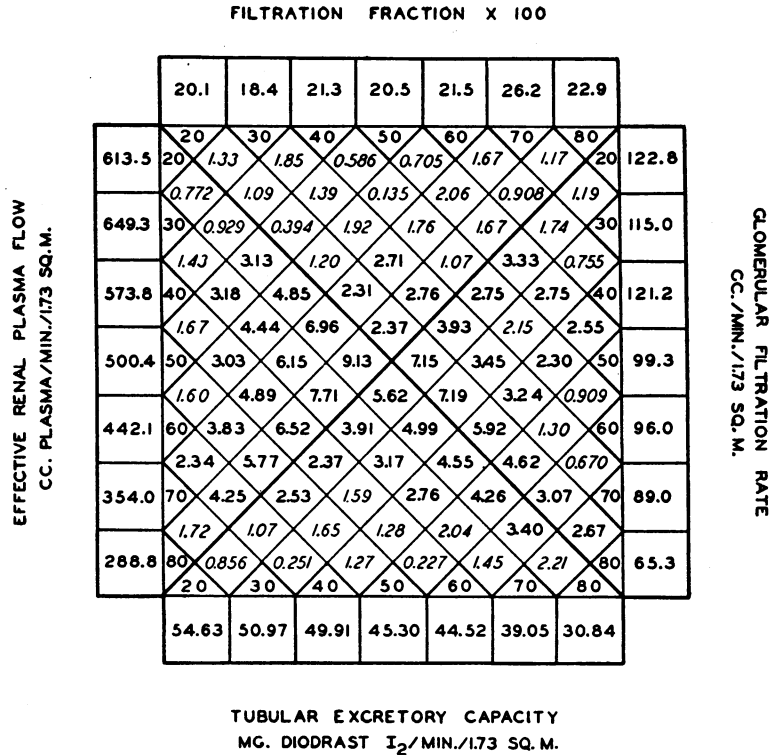 FILTRATION FRACTION X 100
20.1 18.4 21.3 20.5 21.5 26.2 22.9
20 30 40 50 60 70 80
613.5 20 1.33 1.85 0.586 0.705 1.67 1.17 20 122.8
0.772 1.09 1.39 0.135 2.06 0.908 1.19
649.3 30 0.929 0.394 1.92 1.76 1.67 1.74 30 115.0
1.43 3.13 1.20 2.71 1.07 3.33 0.755
573.8 40 3.18 4.85 2.31 2.76 2.75 2.75 40 121.2
1.67 4.44 6.96 2.37 3.93 2.15 2.55
500.4 50 3.03 6.15 9.13 7.15 3.45 2.30 50 99.3
1.60 4.89 7.71 5.62 7.19 3.24 0.909
442.1 60 3.83 6.52 3.91 4.99 5.92 1.30 60 96.0
2.34 5.77 2.37 3.17 4.55 4.62 0.670
354.0 70 4.25 2.53 1.59 2.76 4.26 3.07 70 89.0
1.72 1.07 1.65 1.28 2.04 3.40 2.67
288.8 80 0.856 0.251 1.27 0.227 1.45 2.21 80 65.3
20 30 40 50 60 70 80
54.63 50.97 49.91 45.30 44.52 39.05 30.84
EFFECTIVE RENAL PLASMA FLOW
CC. PLASMA/MIN./1.73 SQ.M.
GLOMERULAR FILTRATION RATE
CC./MIN./1.73 SQ. M.
TUBULAR EXCRETORY CAPACITY
MG. DIODRAST I2/MIN./1.73 SQ. M.